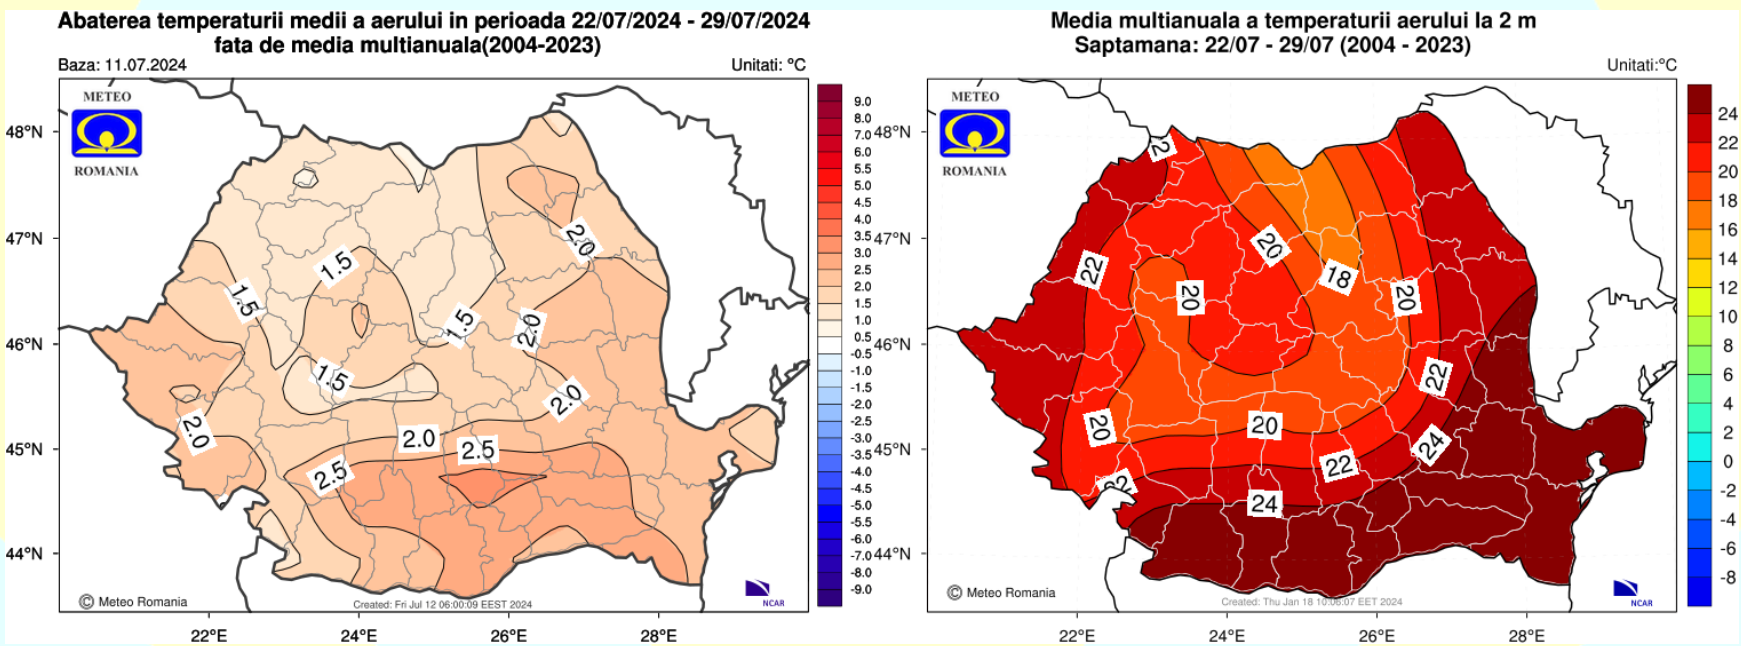 Abaterea temperaturii medii a aerului in perioada 22/07/2024 - 29/07/2024
fata de media multianuala(2004-2023)
Baza: 11.07.2024
Unitati: °C
METEO
ROMANIA
48°N
47°N
46°N
45°N
44°N
22°E
24°E
26°E
28°E
1.5
1.5
1.5
1.5
2.0
2.0
2.0
2.0
2.0
2.5
2.5
9.0
8.0
7.0
6.0
5.5
5.0
4.5
4.0
3.5
3.0
2.5
2.0
1.5
1.0
0.5
-0.5
-1.0
-1.5
-2.0
-2.5
-3.0
-3.5
-4.0
-4.5
-5.0
-5.5
-6.0
-7.0
-8.0
-9.0
© Meteo Romania
Created: Fri Jul 12 06:00:09 EEST 2024
NCAR
Media multianuala a temperaturii aerului la 2 m
Saptamana: 22/07 - 29/07 (2004 - 2023)
Unitati:°C
METEO
ROMANIA
48°N
47°N
46°N
45°N
44°N
22°E
24°E
26°E
28°E
2
22
20
20
18
20
22
20
20
22
24
22
24
24
22
20
18
16
14
12
10
8
6
4
2
0
-2
-4
-6
-8
© Meteo Romania
Created: Thu Jan 18 10:06:07 EET 2024
NCAR